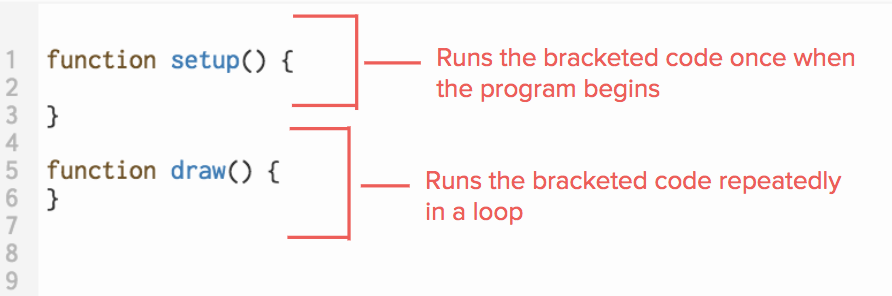 1 function setup() {
2
3 }
4
5 function draw() {
6 }
7
8
9
Runs the bracketed code once when
the program begins
Runs the bracketed code repeatedly
in a loop